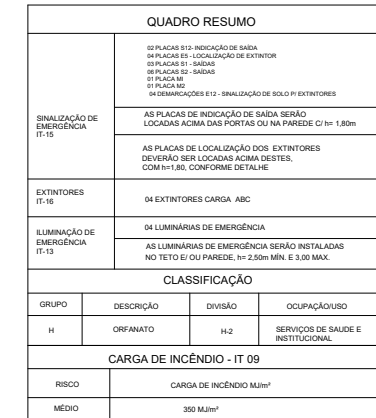 QUADRO RESUMO
02 PLACAS S12- INDICAÇÃO DE SAÍDA
04 PLACAS E5 - LOCALIZAÇÃO DE EXTINTOR
03 PLACAS S1 - SAÍDAS
06 PLACAS S2 - SAÍDAS
01 PLACA MI
01 PLACA M2
04 DEMARCAÇÕES E12 - SINALIZAÇÃO DE SOLO P/ EXTINTORES
SINALIZAÇÃO DE
EMERGÊNCIA
IT-15
AS PLACAS DE INDICAÇÃO DE SAÍDA SERÃO
LOCADAS ACIMA DAS PORTAS OU NA PAREDE C/ h= 1,80m
AS PLACAS DE LOCALIZAÇÃO DOS EXTINTORES
DEVERÃO SER LOCADAS ACIMA DESTES,
COM h=1,80, CONFORME DETALHE
EXTINTORES
IT-16
04 EXTINTORES CARGA ABC
ILUMINAÇÃO DE
EMERGÊNCIA
IT-13
04 LUMINÁRIAS DE EMERGÊNCIA
AS LUMINÁRIAS DE EMERGÊNCIA SERÃO INSTALADAS
NO TETO E/ OU PAREDE, h= 2,50m MÍN. E 3,00 MAX.
CLASSIFICAÇÃO
GRUPO DESCRIÇÃO DIVISÃO OCUPAÇÃO/USO
H ORFANATO H-2 SERVIÇOS DE SAUDE E
INSTITUCIONAL
CARGA DE INCÊNDIO - IT 09
RISCO CARGA DE INCÊNDIO MJ/m²
MÉDIO 350 MJ/m²